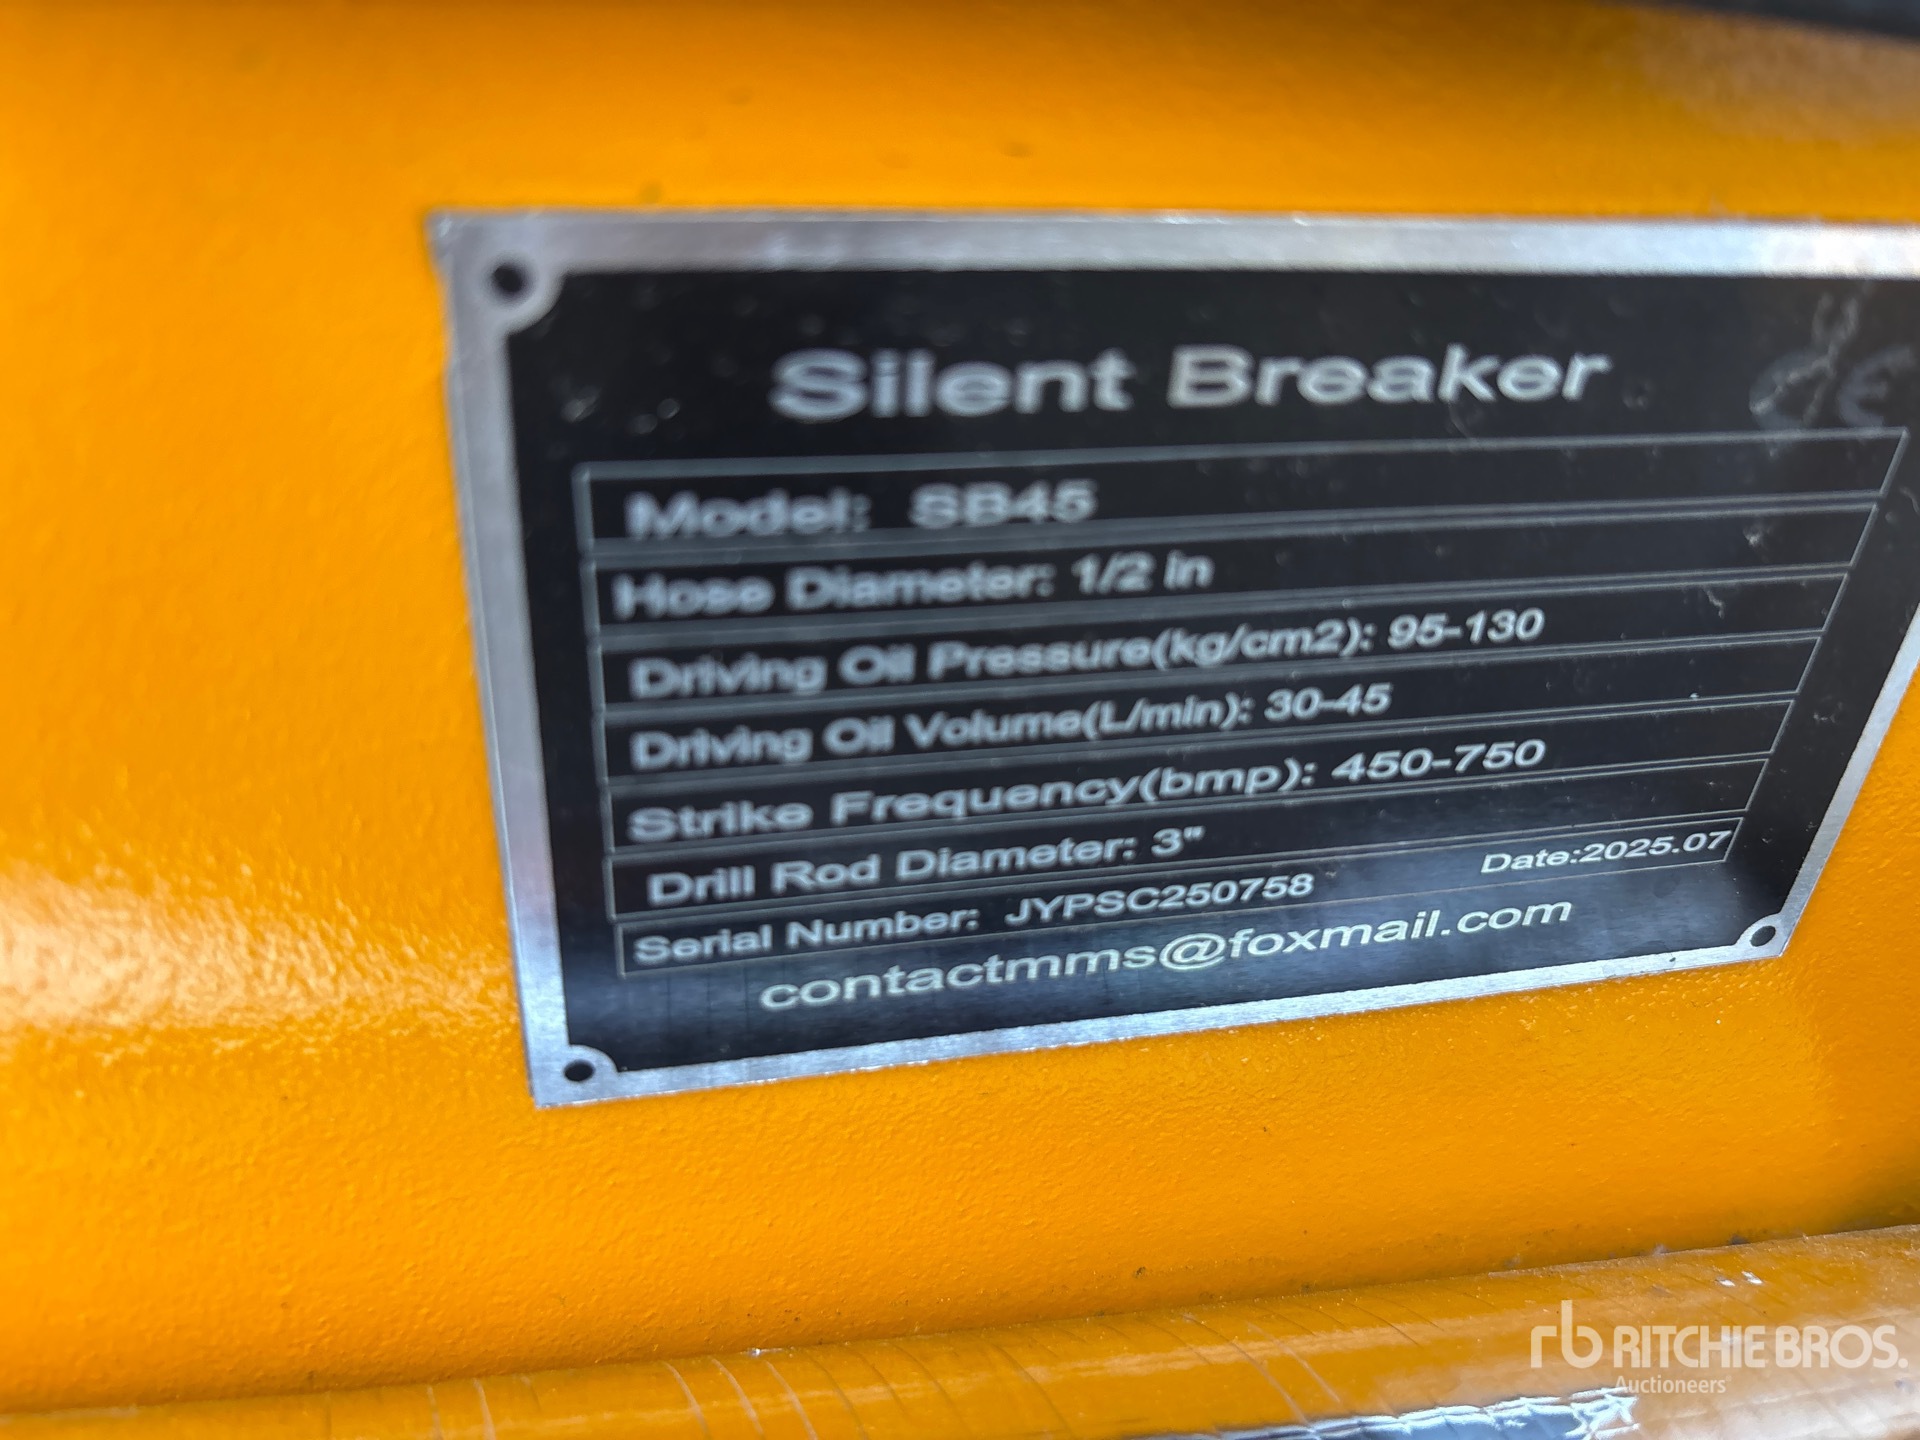 Silent Breaker
CE
Model: SB45
Hose Diameter: 1/2 in
Driving Oil Pressure(kg/cm2): 95-130
Driving Oil Volume(L/min): 30-45
Strike Frequency(bmp): 450-750
Drill Rod Diameter: 3"
Serial Number: JYPSC250758 Date:2025.07
contactmms@foxmail.com
rb RITCHIE BROS.
Auctioneers